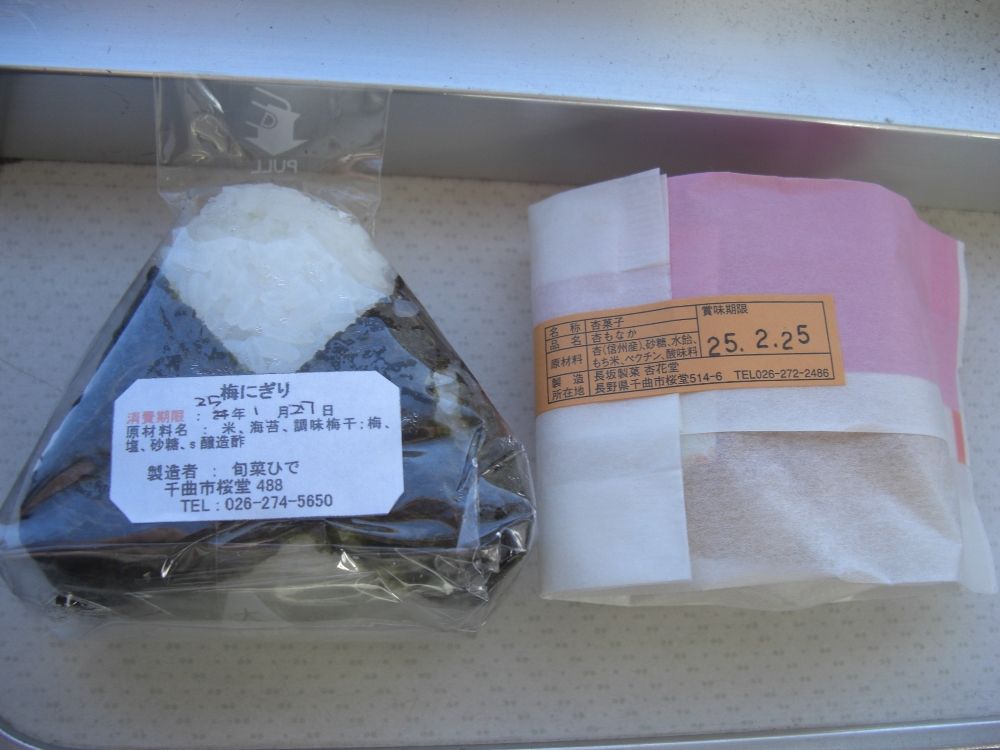 PULL
梅にぎり
消費期限 : 25年 1 月 27日
原材料名 : 米、海苔、調味梅干;梅、
塩、砂糖、s醸造酢
製造者 : 旬菜ひで
千曲市桜堂 488
TEL : 026-274-5650
名 称 杏菓子
品 名 杏もなか
原材料 杏(信州産)、砂糖、水飴、
もち米、ペクチン、酸味料
賞味期限
25. 2. 25
製 造 長坂製菓 杏花堂
所在地 長野県千曲市桜堂514-6 TEL026-272-2486